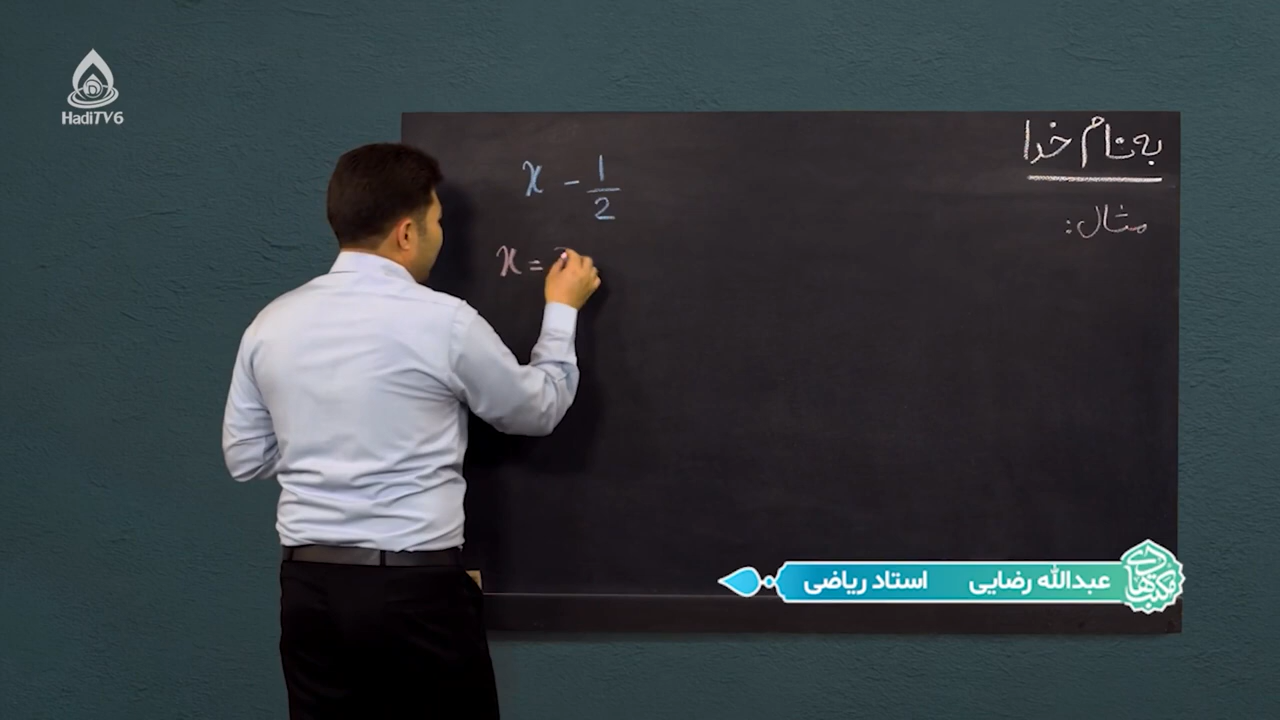 HadiTV6
به نام خدا
مثال:
x - 1/2
x =
عبدالله رضایی استاد ریاضی